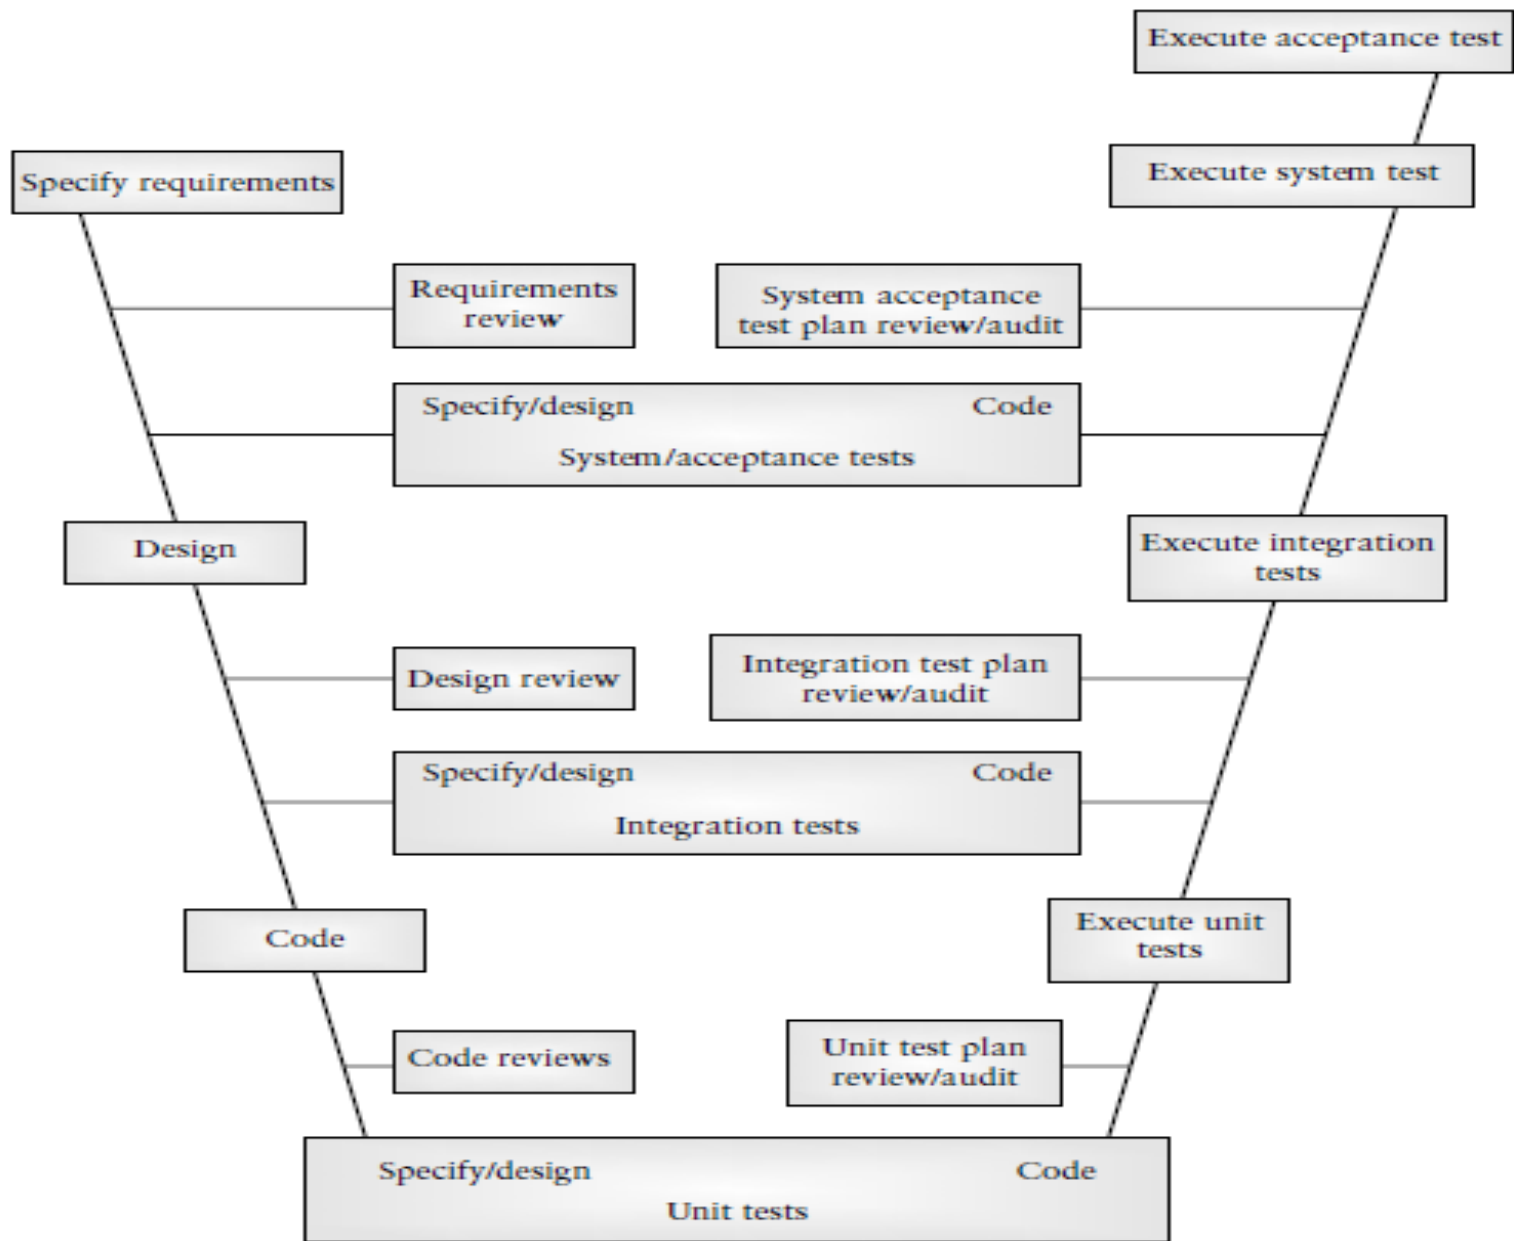 Execute acceptance test
Specify requirements
Execute system test
Requirements
review
System acceptance
test plan review/audit
Specify/design Code
System/acceptance tests
Design
Execute integration
tests
Design review
Integration test plan
review/audit
Specify/design Code
Integration tests
Code
Execute unit
tests
Code reviews
Unit test plan
review/audit
Specify/design Code
Unit tests